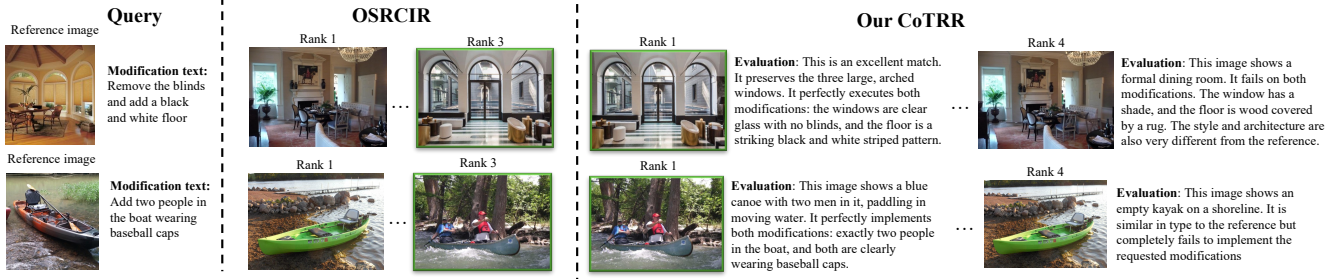 Query
OSRCIR
Our CoTRR
Reference image
Modification text:
Remove the blinds
and add a black
and white floor
Rank 1
...
Rank 3
Rank 1
Evaluation: This is an excellent match.
It preserves the three large, arched
windows. It perfectly executes both
modifications: the windows are clear
glass with no blinds, and the floor is a
striking black and white striped pattern.
...
Rank 4
Evaluation: This image shows a
formal dining room. It fails on both
modifications. The window has a
shade, and the floor is wood covered
by a rug. The style and architecture are
also very different from the reference.
Reference image
Modification text:
Add two people in
the boat wearing
baseball caps
Rank 1
...
Rank 3
Rank 1
Evaluation: This image shows a blue
canoe with two men in it, paddling in
moving water. It perfectly implements
both modifications: exactly two people
in the boat, and both are clearly
wearing baseball caps.
...
Rank 4
Evaluation: This image shows an
empty kayak on a shoreline. It is
similar in type to the reference but
completely fails to implement the
requested modifications